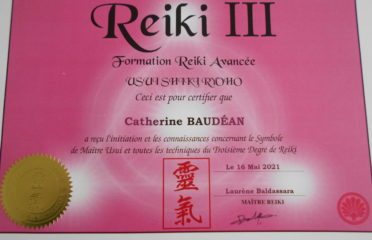 Reiki III
Formation Reiki Avancée
USUI SHIKI RYOHO
Ceci est pour certifier que
Catherine BAUDÉAN
a reçu l'initiation et les connaissances concernant le Symbole
de Maître Usui et toutes les techniques du Troisième Degré de Reiki
Le 16 Mai 2021
靈
氣
Laurène Baldassara
MAÎTRE REIKI